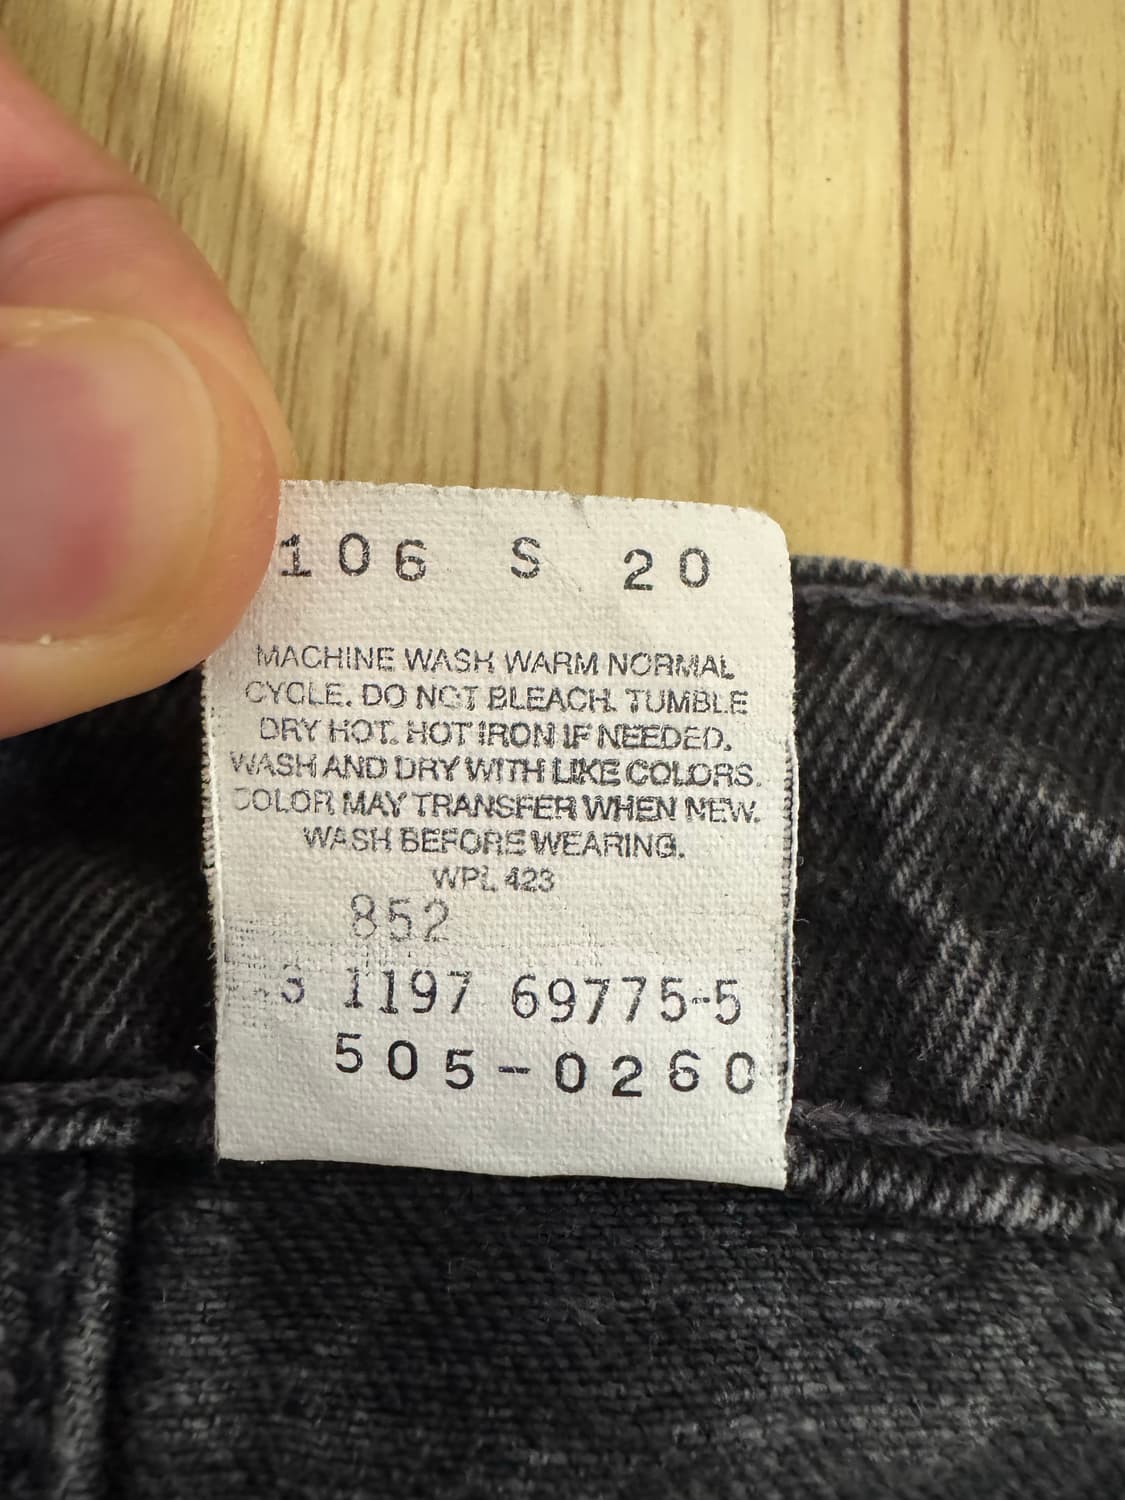 106 S 20
MACHINE WASH WARM NORMAL
CYCLE. DO NOT BLEACH. TUMBLE
DRY HOT. HOT IRON IF NEEDED.
WASH AND DRY WITH LIKE COLORS.
COLOR MAY TRANSFER WHEN NEW.
WASH BEFORE WEARING.
WPL 423
852
3 1197 69775-5
505-0260